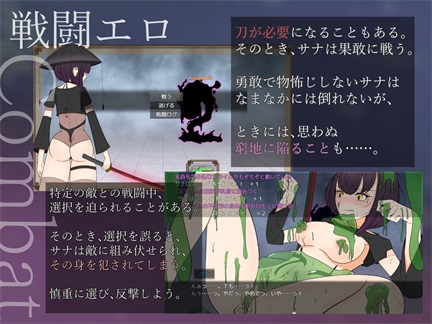 戦闘エロ
Combat
刀が必要になることもある。
そのとき、サナは果敢に戦う。
勇敢で物怖じしないサナは
なまなかには倒れないが、
ときには、思わぬ
窮地に陥ることも……。
戦う
逃げる
戦闘ログ
特定の敵との戦闘中、
選択を迫られることがある。
そのとき、選択を誤ると、
サナは敵に組み伏せられ、
その身を犯されてしまう。
慎重に選び、反撃しよう。